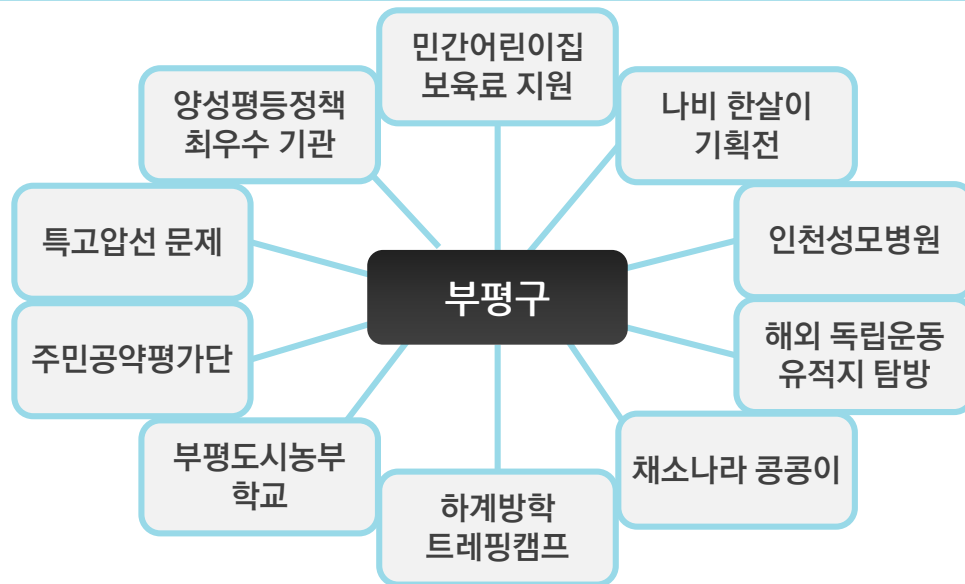 민간어린이집
보육료 지원
양성평등정책
최우수 기관
나비 한살이
기획전
특고압선 문제
인천성모병원
부평구
주민공약평가단
해외 독립운동
유적지 탐방
부평도시농부
학교
채소나라 콩콩이
하계방학
트레핑캠프